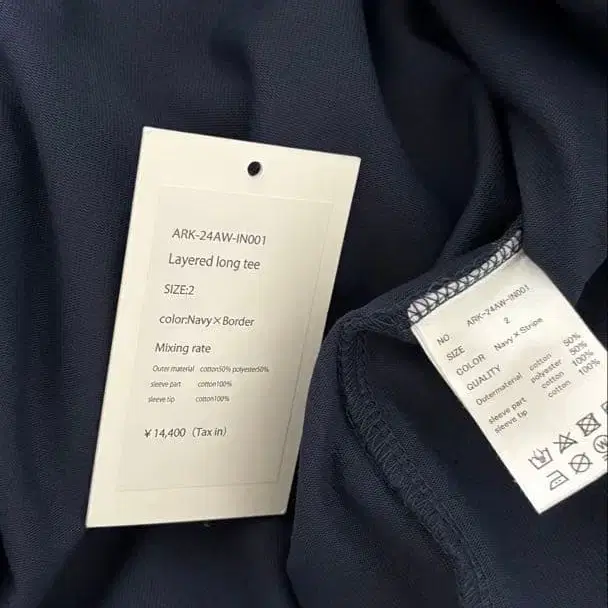 ARK-24AW-IN001
Layered long tee
SIZE:2
color:Navy×Border
Mixing rate
Outer material cotton50% polyester50%
sleeve part cotton100%
sleeve tip cotton100%
¥14,400 (Tax in)
NO ARK-24AW-IN001
SIZE 2
COLOR Navy × Stripe
QUALITY
Outermaterial cotton 50%
polyester 50%
sleeve part cotton 100%
sleeve tip cotton 100%